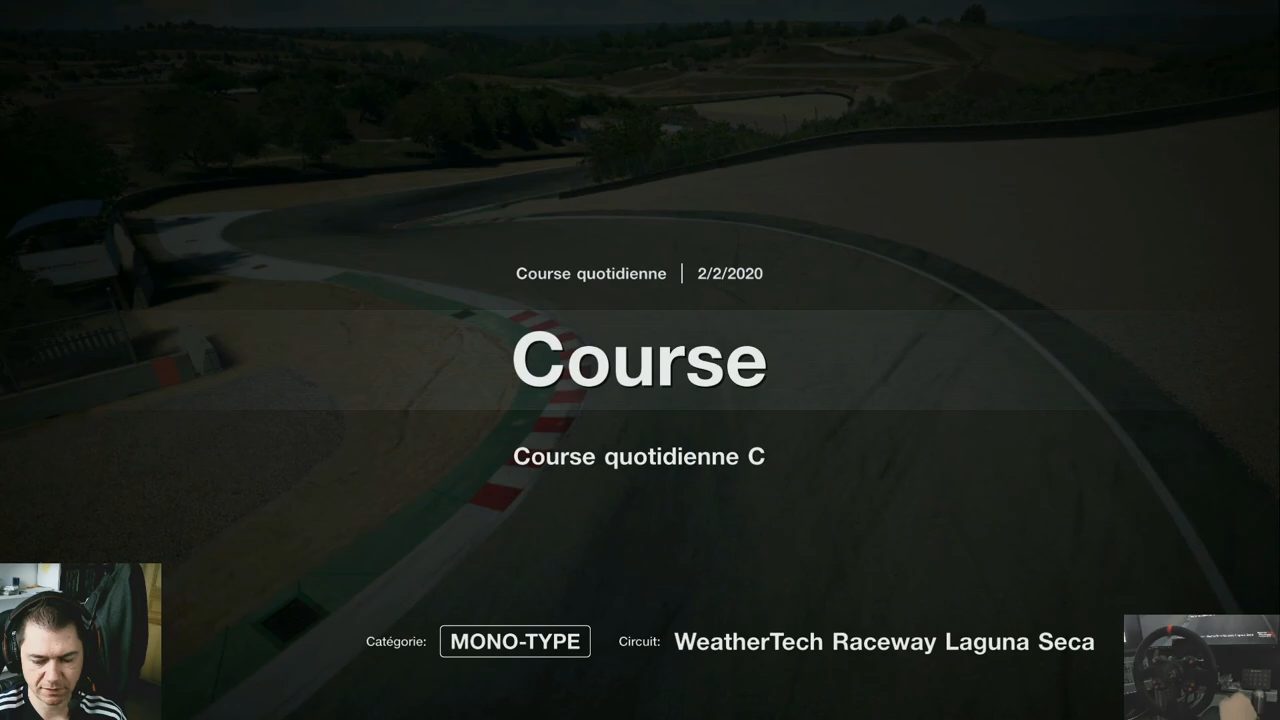 Course quotidienne | 2/2/2020
Course
Course quotidienne C
Catégorie: MONO-TYPE Circuit: WeatherTech Raceway Laguna Seca